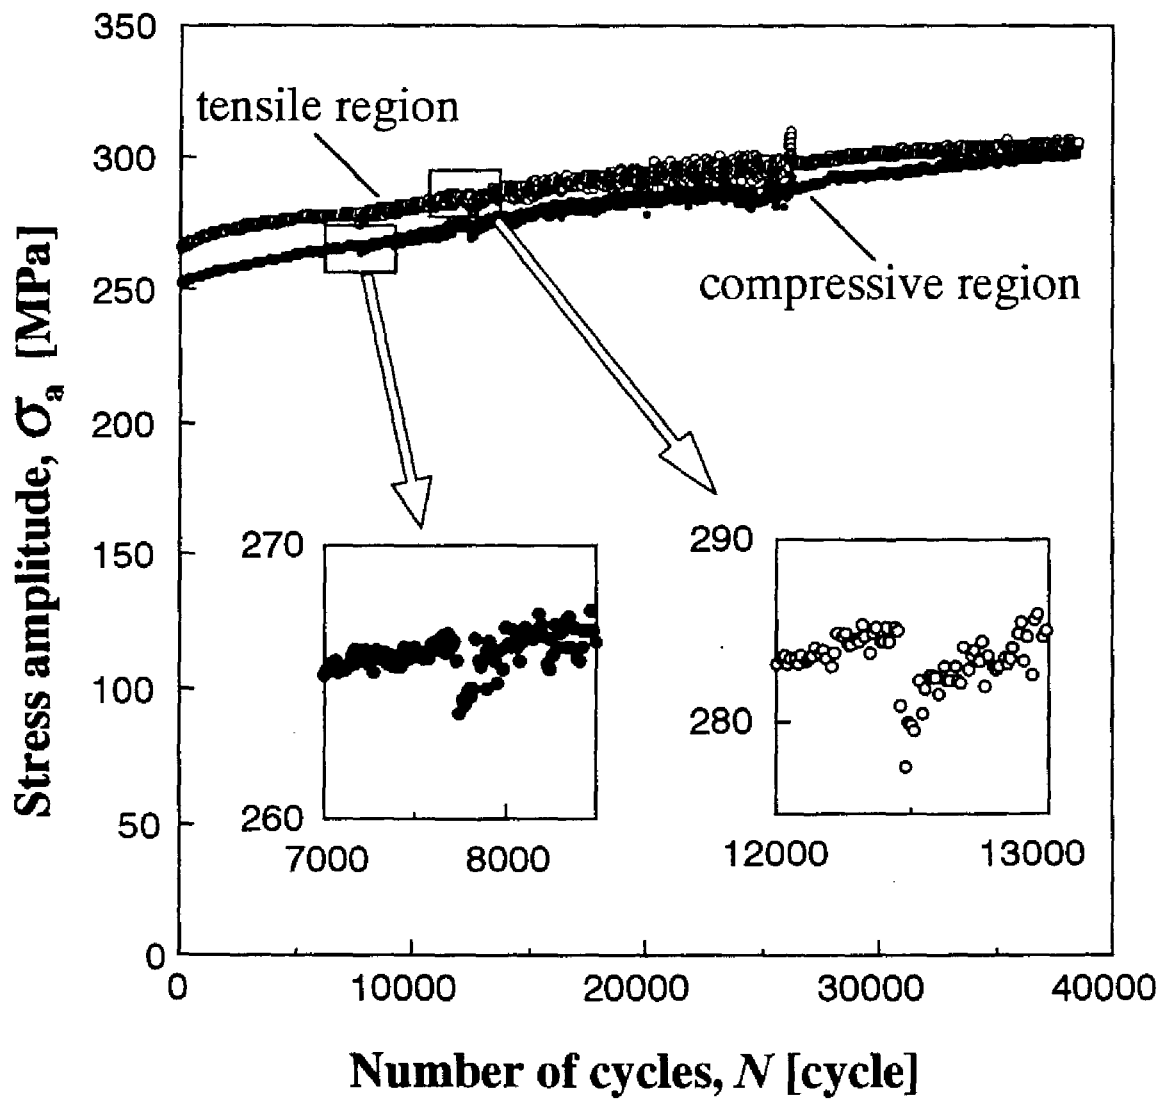 350
tensile region
300
250
compressive region
200
150
100
50
0
Stress amplitude, σa [MPa]
270
260
7000 8000
290
280
12000 13000
0 10000 20000 30000 40000
Number of cycles, N [cycle]